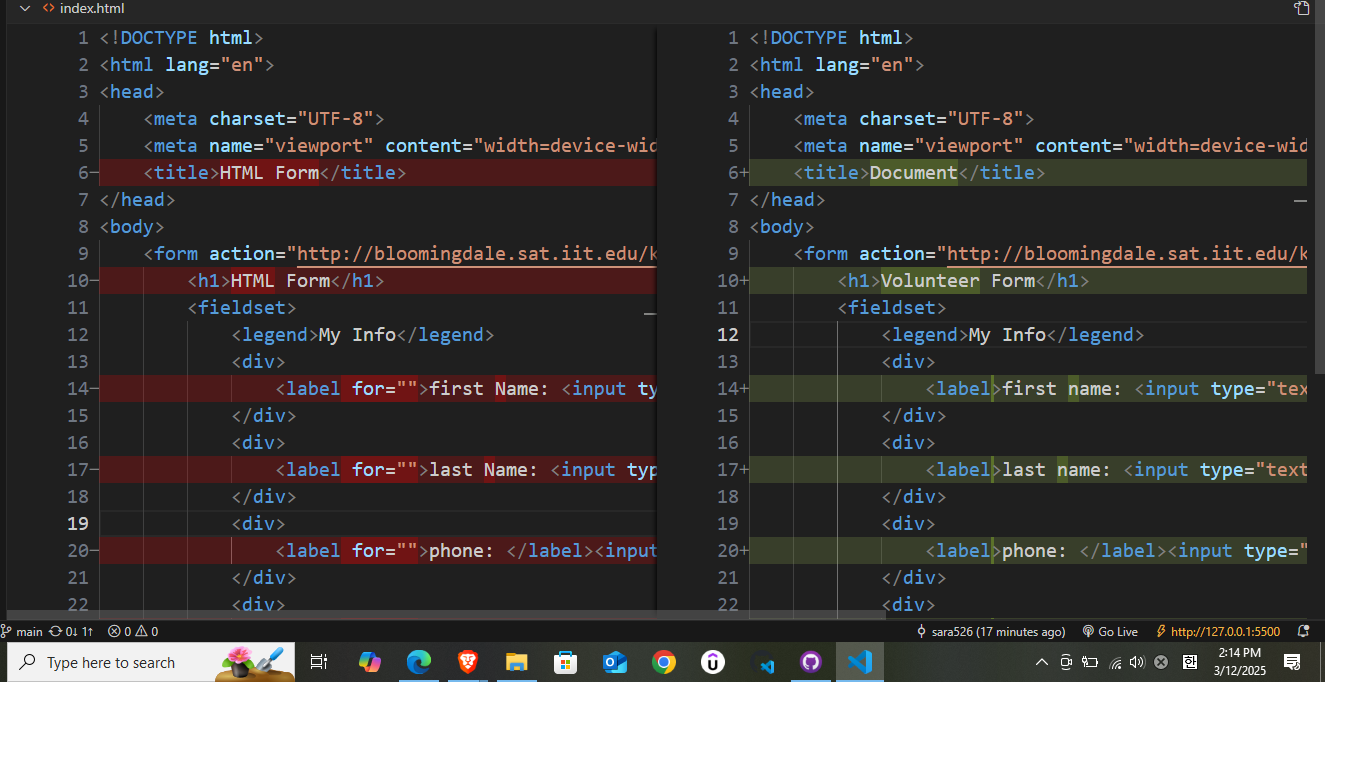 index.html
1 <!DOCTYPE html>
2 <html lang="en">
3 <head>
4 <meta charset="UTF-8">
5 <meta name="viewport" content="width=device-wid
6− <title>HTML Form</title>
7 </head>
8 <body>
9 <form action="http://bloomingdale.sat.iit.edu/k
10− <h1>HTML Form</h1>
11 <fieldset>
12 <legend>My Info</legend>
13 <div>
14− <label for="">first Name: <input ty
15 </div>
16 <div>
17− <label for="">last Name: <input typ
18 </div>
19 <div>
20− <label for="">phone: </label><input
21 </div>
22 <div>
1 <!DOCTYPE html>
2 <html lang="en">
3 <head>
4 <meta charset="UTF-8">
5 <meta name="viewport" content="width=device-wid
6+ <title>Document</title>
7 </head>
8 <body>
9 <form action="http://bloomingdale.sat.iit.edu/k
10+ <h1>Volunteer Form</h1>
11 <fieldset>
12 <legend>My Info</legend>
13 <div>
14+ <label>first name: <input type="tex
15 </div>
16 <div>
17+ <label>last name: <input type="text
18 </div>
19 <div>
20+ <label>phone: </label><input type="
21 </div>
22 <div>
main 0↓ 1↑ 0 0 sara526 (17 minutes ago) Go Live http://127.0.0.1:5500
Type here to search
2:14 PM
3/12/2025